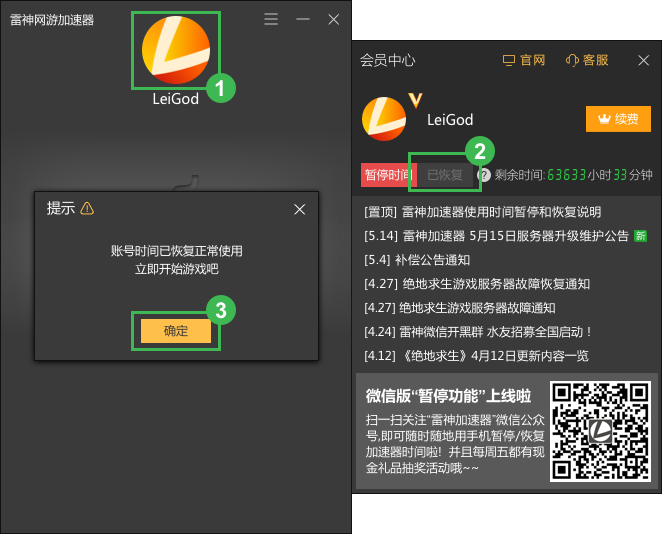 雷神网游加速器
1
LeiGod
提示
账号时间已恢复正常使用
立即开始游戏吧
3
确定
会员中心
官网
客服
LeiGod
续费
2
暂停时间
已恢复
? 剩余时间: 63633 小时 33 分钟
[置顶] 雷神加速器使用时间暂停和恢复说明
[5.14] 雷神加速器 5月15日服务器升级维护公告 新
[5.4] 补偿公告通知
[4.27] 绝地求生游戏服务器故障恢复通知
[4.27] 绝地求生游戏服务器故障通知
[4.24] 雷神微信开黑群 水友招募全国启动！
[4.12] 《绝地求生》4月12日更新内容一览
微信版“暂停功能”上线啦
扫一扫关注“雷神加速器”微信公众
号,即可随时随地用手机暂停/恢复
加速器时间啦! 并且每周五都有现
金礼品抽奖活动哦~~